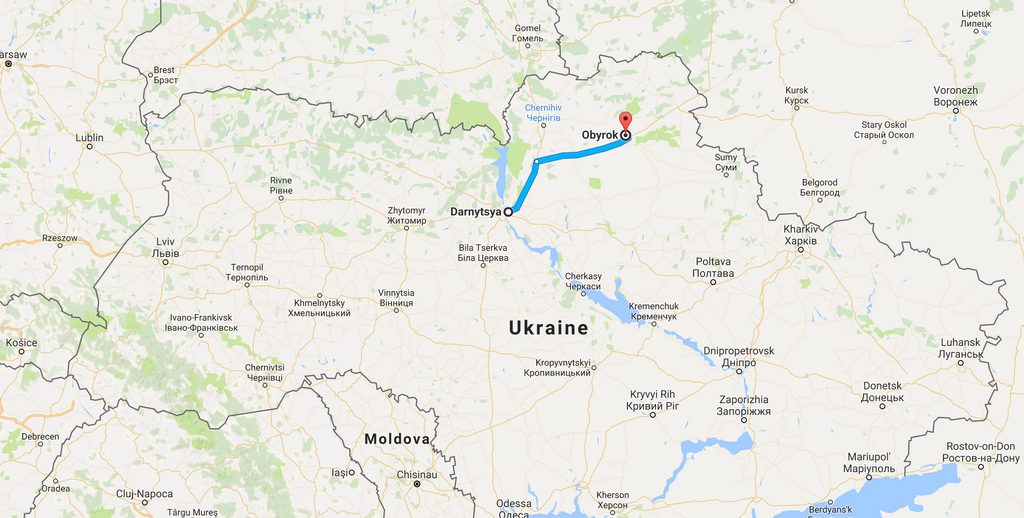 Lipetsk
Липецк
Gomel
Гомель
arsaw
Brest
Брэст
Kursk
Курск
Voronezh
Воронеж
Chernihiv
Чернігів
Obyrok
Stary Oskol
Старый Оскол
Lublin
Sumy
Суми
Rivne
Рівне
Belgorod
Белгород
Darnytsya
Zhytomyr
Житомир
Kharkiv
Харків
Rzeszow
Lviv
Львів
Bila Tserkva
Біла Церква
Poltava
Полтава
Ternopil
Тернопіль
Cherkasy
Черкаси
Khmelnytsky
Хмельницький
Vinnytsia
Вінниця
Kremenchuk
Кременчук
Ivano-Frankivsk
Івано-Франківськ
Ukraine
Košice
Luhansk
Луганськ
Dnipropetrovsk
Дніпро
Chernivtsi
Чернівці
Kropyvnytskyi
Кропивницький
Donetsk
Донецьк
Kryvyi Rih
Кривий Ріг
Zaporizhia
Запоріжжя
Debrecen
Moldova
Rostov-on-Don
Ростов-на-Дону
Mariupol'
Маріуполь
Iași
Chisinau
Oradea
Cluj-Napoca
Kherson
Херсон
Odessa
Одеса
Târgu Mureș
Berdyans'k